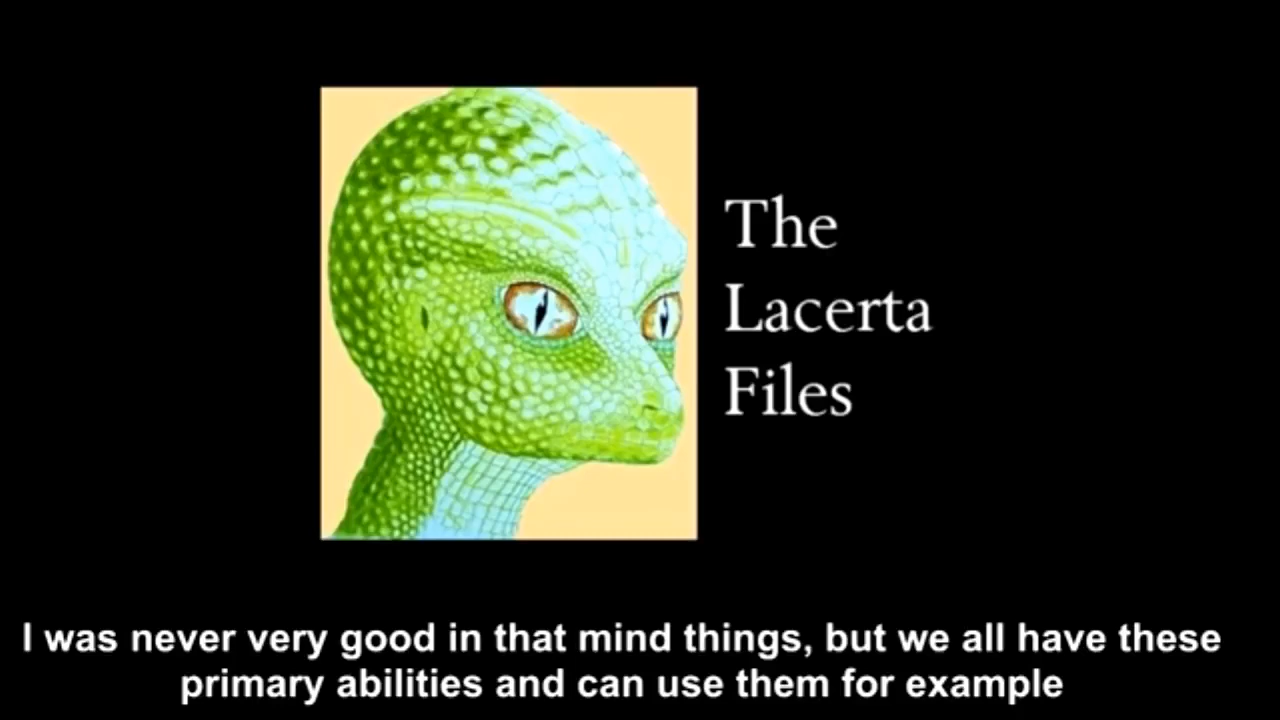 The
Lacerta
Files
I was never very good in that mind things, but we all have these
primary abilities and can use them for example